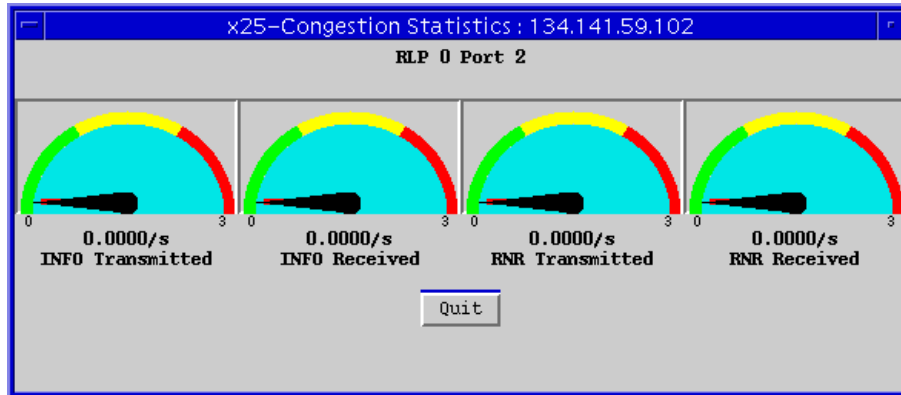 x25-Congestion Statistics : 134.141.59.102
RLP 0 Port 2
0 3 0 3 0 3 0 3
0.0000/s 0.0000/s 0.0000/s 0.0000/s
INFO Transmitted INFO Received RNR Transmitted RNR Received
Quit